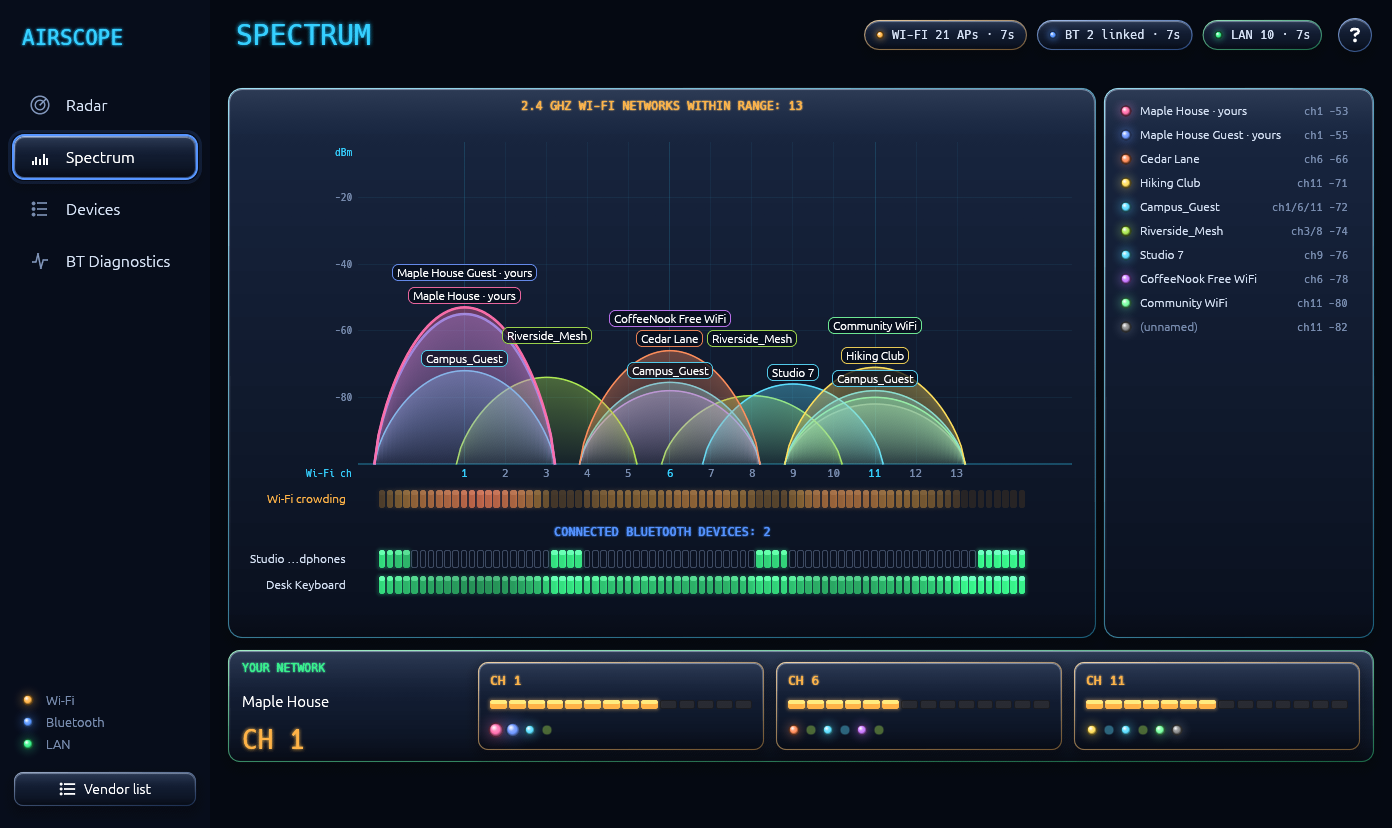 AIRSCOPE
Radar
Spectrum
Devices
BT Diagnostics
Wi-Fi
Bluetooth
LAN
Vendor list
SPECTRUM
WI-FI 21 APs · 7s
BT 2 linked · 7s
LAN 10 · 7s
?
2.4 GHZ WI-FI NETWORKS WITHIN RANGE: 13
dBm
-20
-40
-60
-80
Maple House Guest · yours
Maple House · yours
Riverside_Mesh
Campus_Guest
CoffeeNook Free WiFi
Cedar Lane
Riverside_Mesh
Campus_Guest
Studio 7
Community WiFi
Hiking Club
Campus_Guest
Wi-Fi ch 1 2 3 4 5 6 7 8 9 10 11 12 13
Wi-Fi crowding
CONNECTED BLUETOOTH DEVICES: 2
Studio …dphones
Desk Keyboard
Maple House · yours ch1 -53
Maple House Guest · yours ch1 -55
Cedar Lane ch6 -66
Hiking Club ch11 -71
Campus_Guest ch1/6/11 -72
Riverside_Mesh ch3/8 -74
Studio 7 ch9 -76
CoffeeNook Free WiFi ch6 -78
Community WiFi ch11 -80
(unnamed) ch11 -82
YOUR NETWORK
Maple House
CH 1
CH 1
CH 6
CH 11